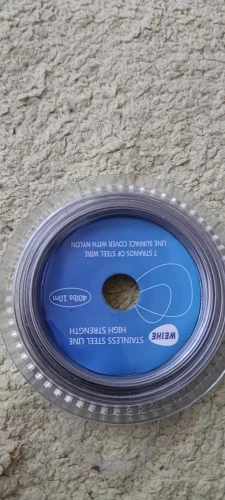 WEIHE
STAINLESS STEEL LINE
HIGH STRENGTH
40lbs 10m
7 STRANDS OF STEEL WIRE
LINE SURFACE COVER WITH NYLON